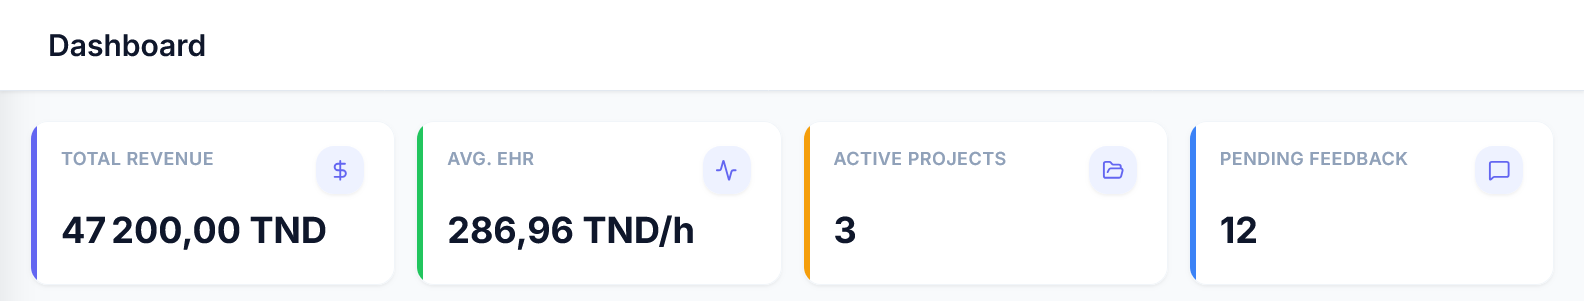 Dashboard
TOTAL REVENUE
47 200,00 TND
AVG. EHR
286,96 TND/h
ACTIVE PROJECTS
3
PENDING FEEDBACK
12